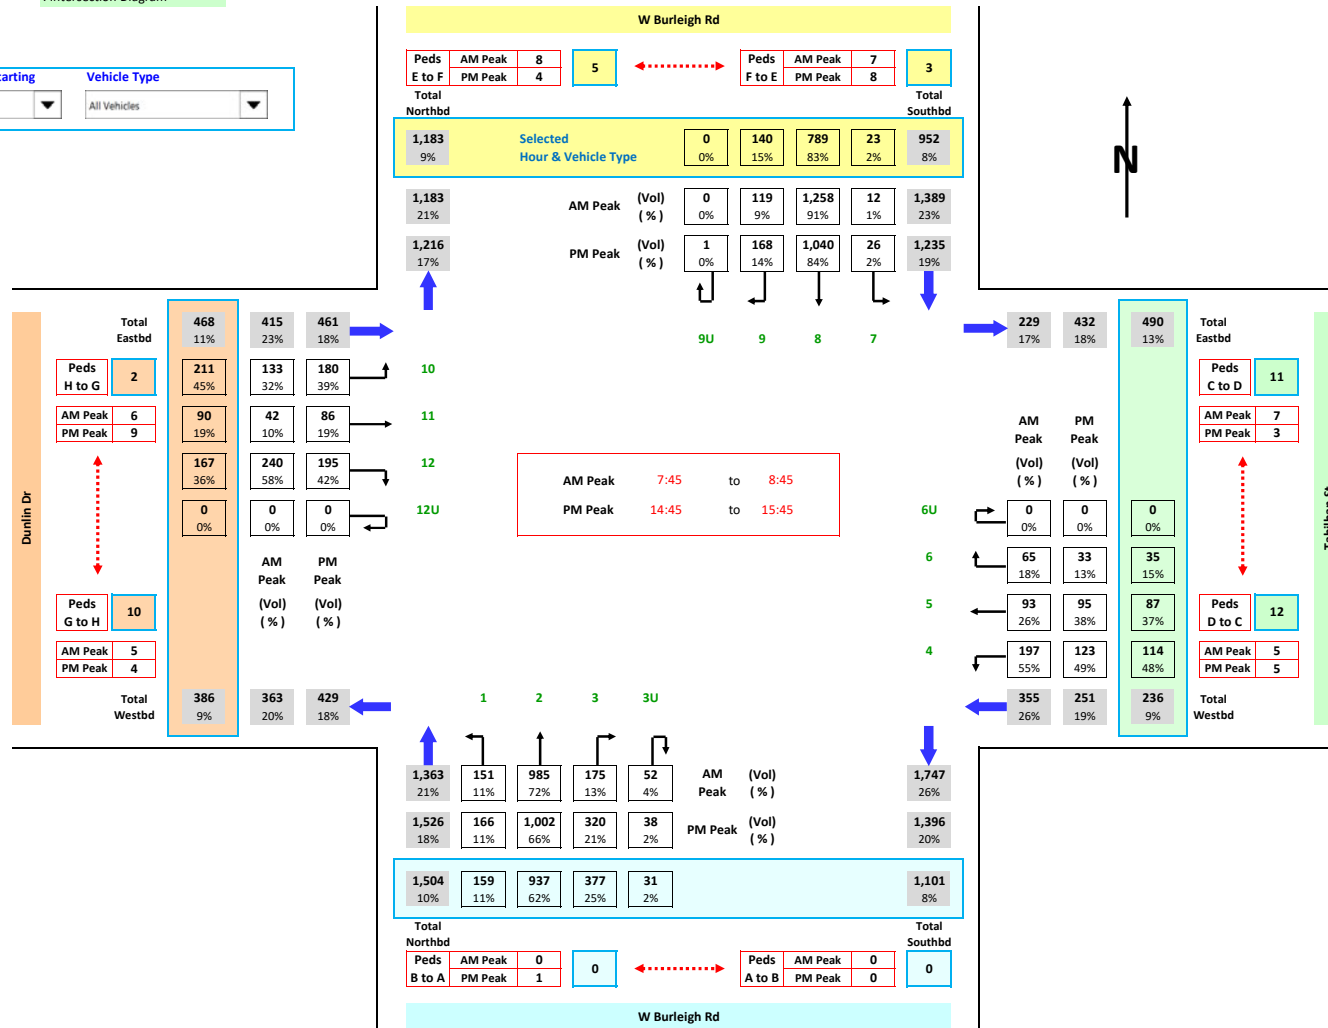 W Burleigh Rd
Peds
E to F
AM Peak 8
PM Peak 4
5
Peds
F to E
AM Peak 7
PM Peak 8
3
Vehicle Type
All Vehicles
Total
Northbd
Total
Southbd
1,183
9%
Selected
Hour & Vehicle Type
0 140 789 23 952
0% 15% 83% 2% 8%
N
1,183
21%
AM Peak (Vol) 0 119 1,258 12 1,389
( % ) 0% 9% 91% 1% 23%
1,216
17%
PM Peak (Vol) 1 168 1,040 26 1,235
( % ) 0% 14% 84% 2% 19%
9U 9 8 7
Total
Eastbd
468 415 461
11% 23% 18%
Peds
H to G
2
211 133 180
45% 32% 39%
10
AM Peak 6
PM Peak 9
90 42 86
19% 10% 19%
11
167 240 195
36% 58% 42%
12
0 0 0
0% 0% 0%
12U
Dunlin Dr
AM PM
Peak Peak
(Vol) (Vol)
( % ) ( % )
Peds
G to H
10
AM Peak 5
PM Peak 4
Total
Westbd
386 363 429
9% 20% 18%
AM Peak 7:45 to 8:45
PM Peak 14:45 to 15:45
229 432 490
17% 18% 13%
Total
Eastbd
Peds
C to D
11
AM Peak 7
PM Peak 3
AM PM
Peak Peak
(Vol) (Vol)
( % ) ( % )
6U
0 0 0
0% 0% 0%
6
65 33 35
18% 13% 15%
5
93 95 87
26% 38% 37%
Peds
D to C
12
4
197 123 114
55% 49% 48%
AM Peak 5
PM Peak 5
355 251 236
26% 19% 9%
Total
Westbd
1 2 3 3U
1,363 151 985 175 52
21% 11% 72% 13% 4%
AM
Peak
(Vol)
( % )
1,747
26%
1,526 166 1,002 320 38
18% 11% 66% 21% 2%
PM Peak (Vol)
( % )
1,396
20%
1,504 159 937 377 31
10% 11% 62% 25% 2%
1,101
8%
Total
Northbd
Total
Southbd
Peds
B to A
AM Peak 0
PM Peak 1
0
Peds
A to B
AM Peak 0
PM Peak 0
0
W Burleigh Rd